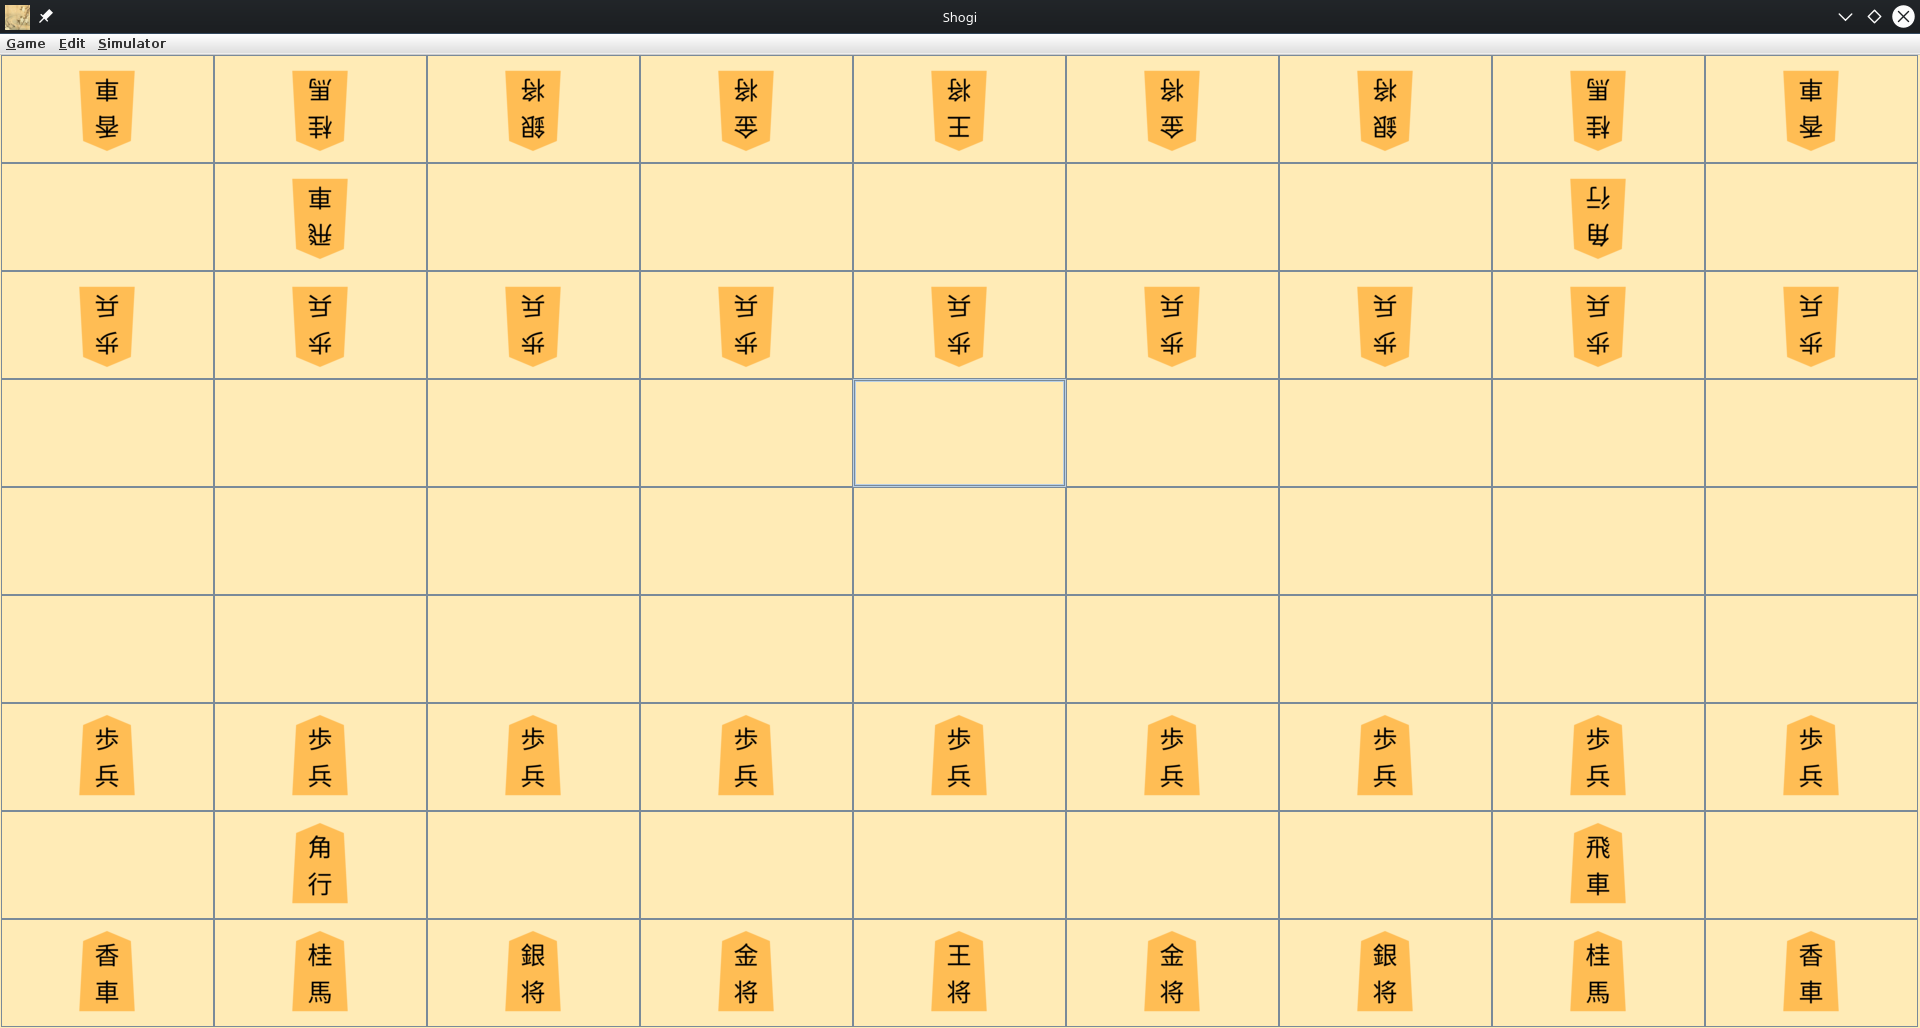 Shogi
Game Edit Simulator
香車 桂馬 銀将 金将 王将 金将 銀将 桂馬 香車
飛車 角行
歩兵 歩兵 歩兵 歩兵 歩兵 歩兵 歩兵 歩兵 歩兵
歩兵 歩兵 歩兵 歩兵 歩兵 歩兵 歩兵 歩兵 歩兵
角行 飛車
香車 桂馬 銀将 金将 王将 金将 銀将 桂馬 香車